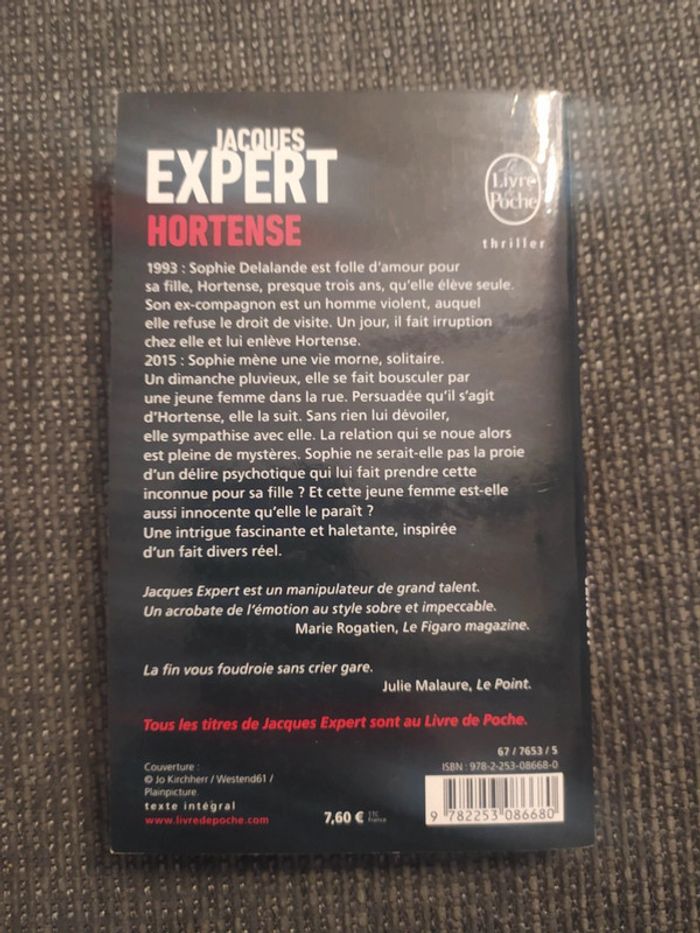 JACQUES
EXPERT
HORTENSE
Le
Livre
de
Poche
thriller
1993 : Sophie Delalande est folle d'amour pour
sa fille, Hortense, presque trois ans, qu'elle élève seule.
Son ex-compagnon est un homme violent, auquel
elle refuse le droit de visite. Un jour, il fait irruption
chez elle et lui enlève Hortense.
2015 : Sophie mène une vie morne, solitaire.
Un dimanche pluvieux, elle se fait bousculer par
une jeune femme dans la rue. Persuadée qu'il s'agit
d'Hortense, elle la suit. Sans rien lui dévoiler,
elle sympathise avec elle. La relation qui se noue alors
est pleine de mystères. Sophie ne serait-elle pas la proie
d'un délire psychotique qui lui fait prendre cette
inconnue pour sa fille ? Et cette jeune femme est-elle
aussi innocente qu'elle le paraît ?
Une intrigue fascinante et haletante, inspirée
d'un fait divers réel.
Jacques Expert est un manipulateur de grand talent.
Un acrobate de l'émotion au style sobre et impeccable.
Marie Rogatien, Le Figaro magazine.
La fin vous foudroie sans crier gare.
Julie Malaure, Le Point.
Tous les titres de Jacques Expert sont au Livre de Poche.
Couverture :
© Jo Kirchherr / Westend61 /
Plainpicture.
texte intégral
www.livredepoche.com
7,60 € TTC
France
67 / 7653 / 5
ISBN : 978-2-253-08668-0
9 782253 086680